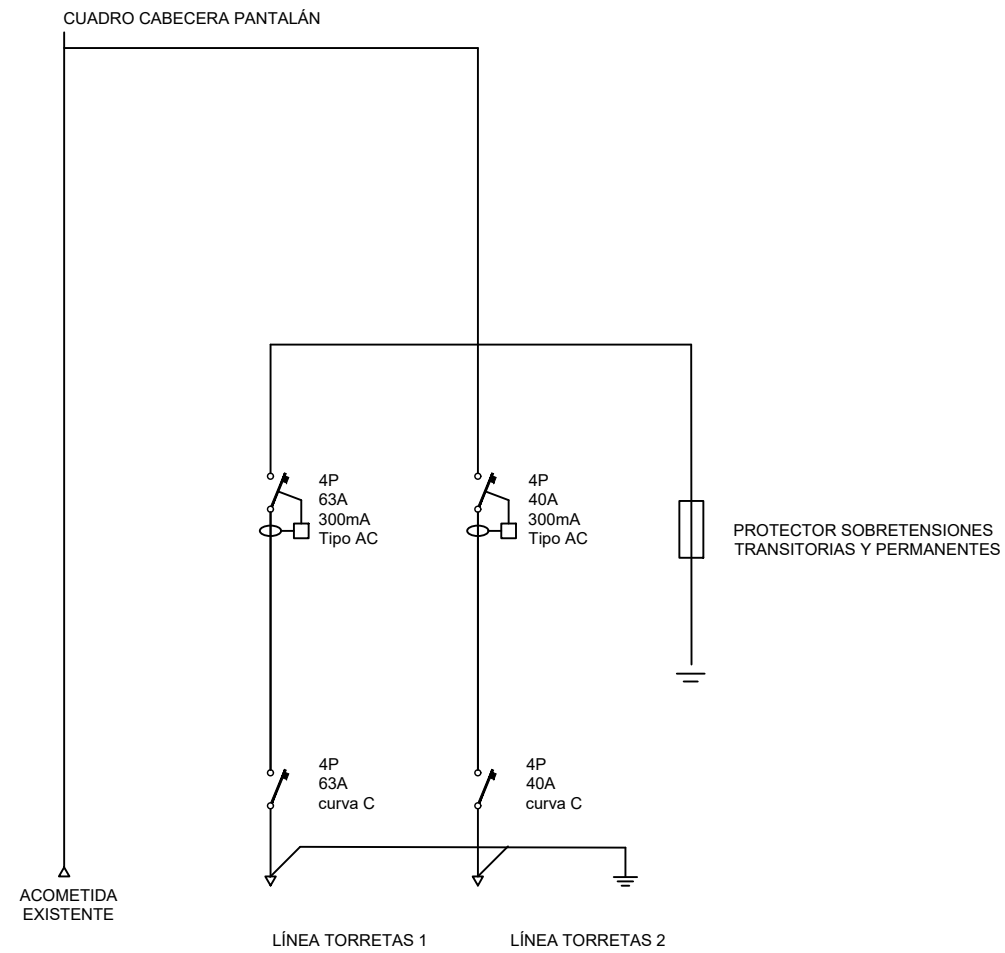 CUADRO CABECERA PANTALÁN
4P
63A
300mA
Tipo AC
4P
40A
300mA
Tipo AC
PROTECTOR SOBRETENSIONES
TRANSITORIAS Y PERMANENTES
4P
63A
curva C
4P
40A
curva C
ACOMETIDA
EXISTENTE
LÍNEA TORRETAS 1
LÍNEA TORRETAS 2